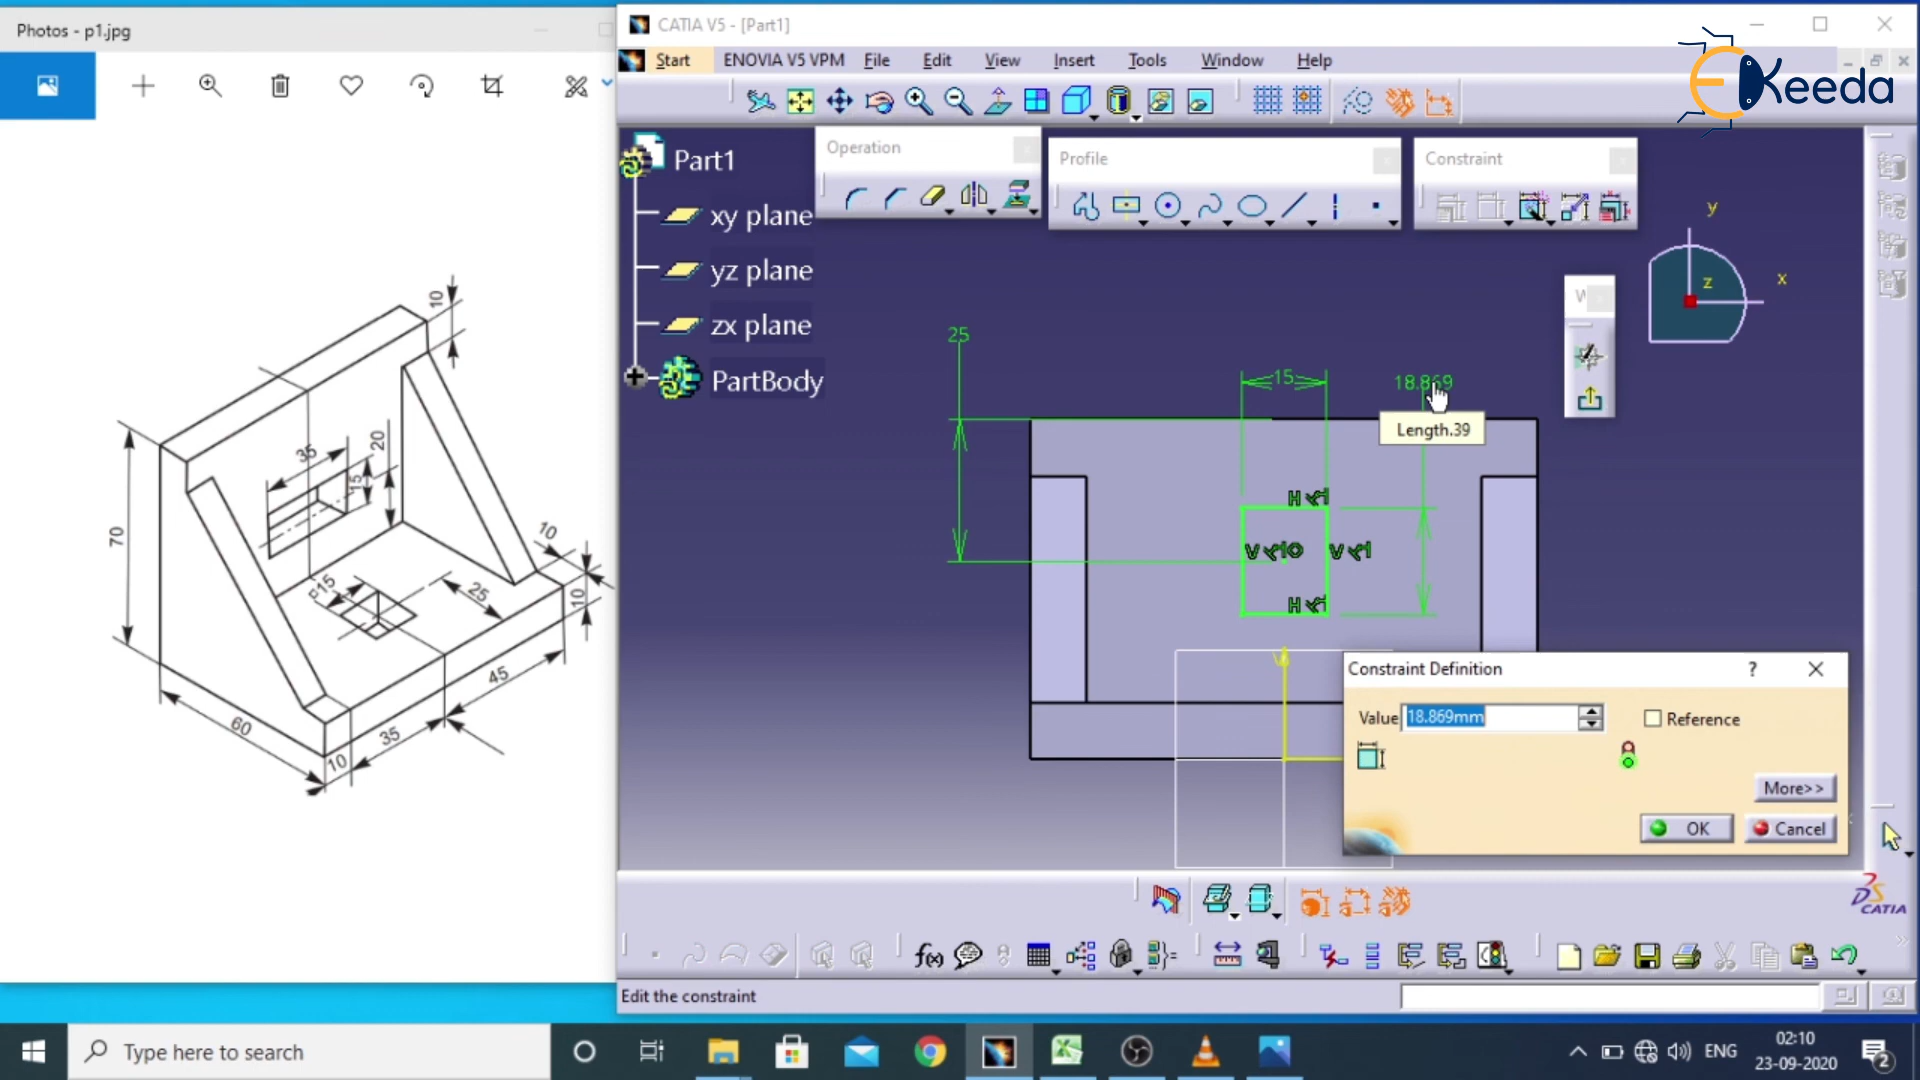 Photos - p1.jpg
CATIA V5 - [Part1]
Start ENOVIA V5 VPM File Edit View Insert Tools Window Help
EKeeda
Part1
xy plane
yz plane
zx plane
PartBody
Operation
Profile
Constraint
y
x
z
25
15
18.869
Length.39
H
V
V
H
10
35
20
15
70
10
10
□15
25
45
60
35
10
Constraint Definition ? 
Value 18.869mm
Reference
More>>
OK
Cancel
f(x)
CATIA
Edit the constraint
Type here to search
ENG
02:10
23-09-2020
2